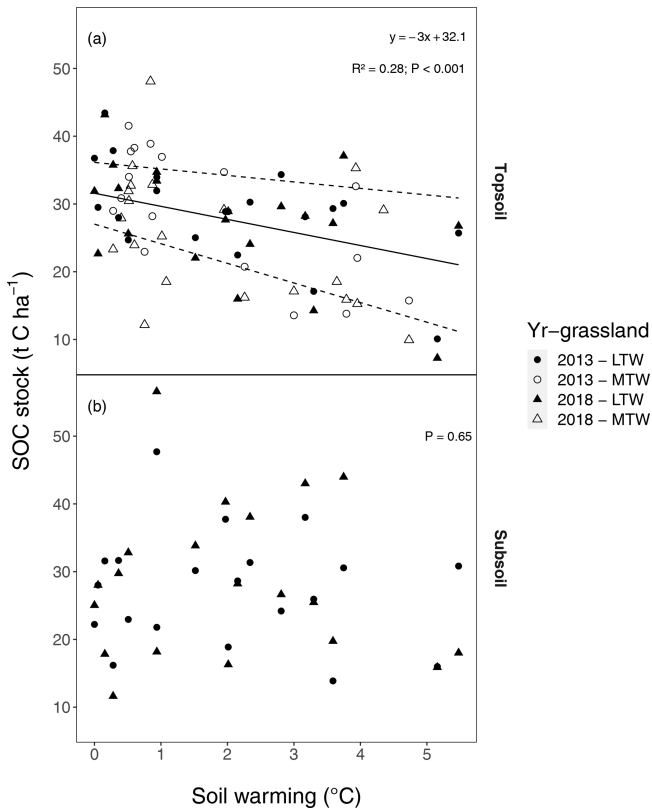 (a)
y = −3x + 32.1
R² = 0.28; P < 0.001
50
40
30
20
10
Topsoil
SOC stock (t C ha⁻¹)
(b)
P = 0.65
50
40
30
20
10
Subsoil
0 1 2 3 4 5
Soil warming (°C)
Yr−grassland
2013 − LTW
2013 − MTW
2018 − LTW
2018 − MTW